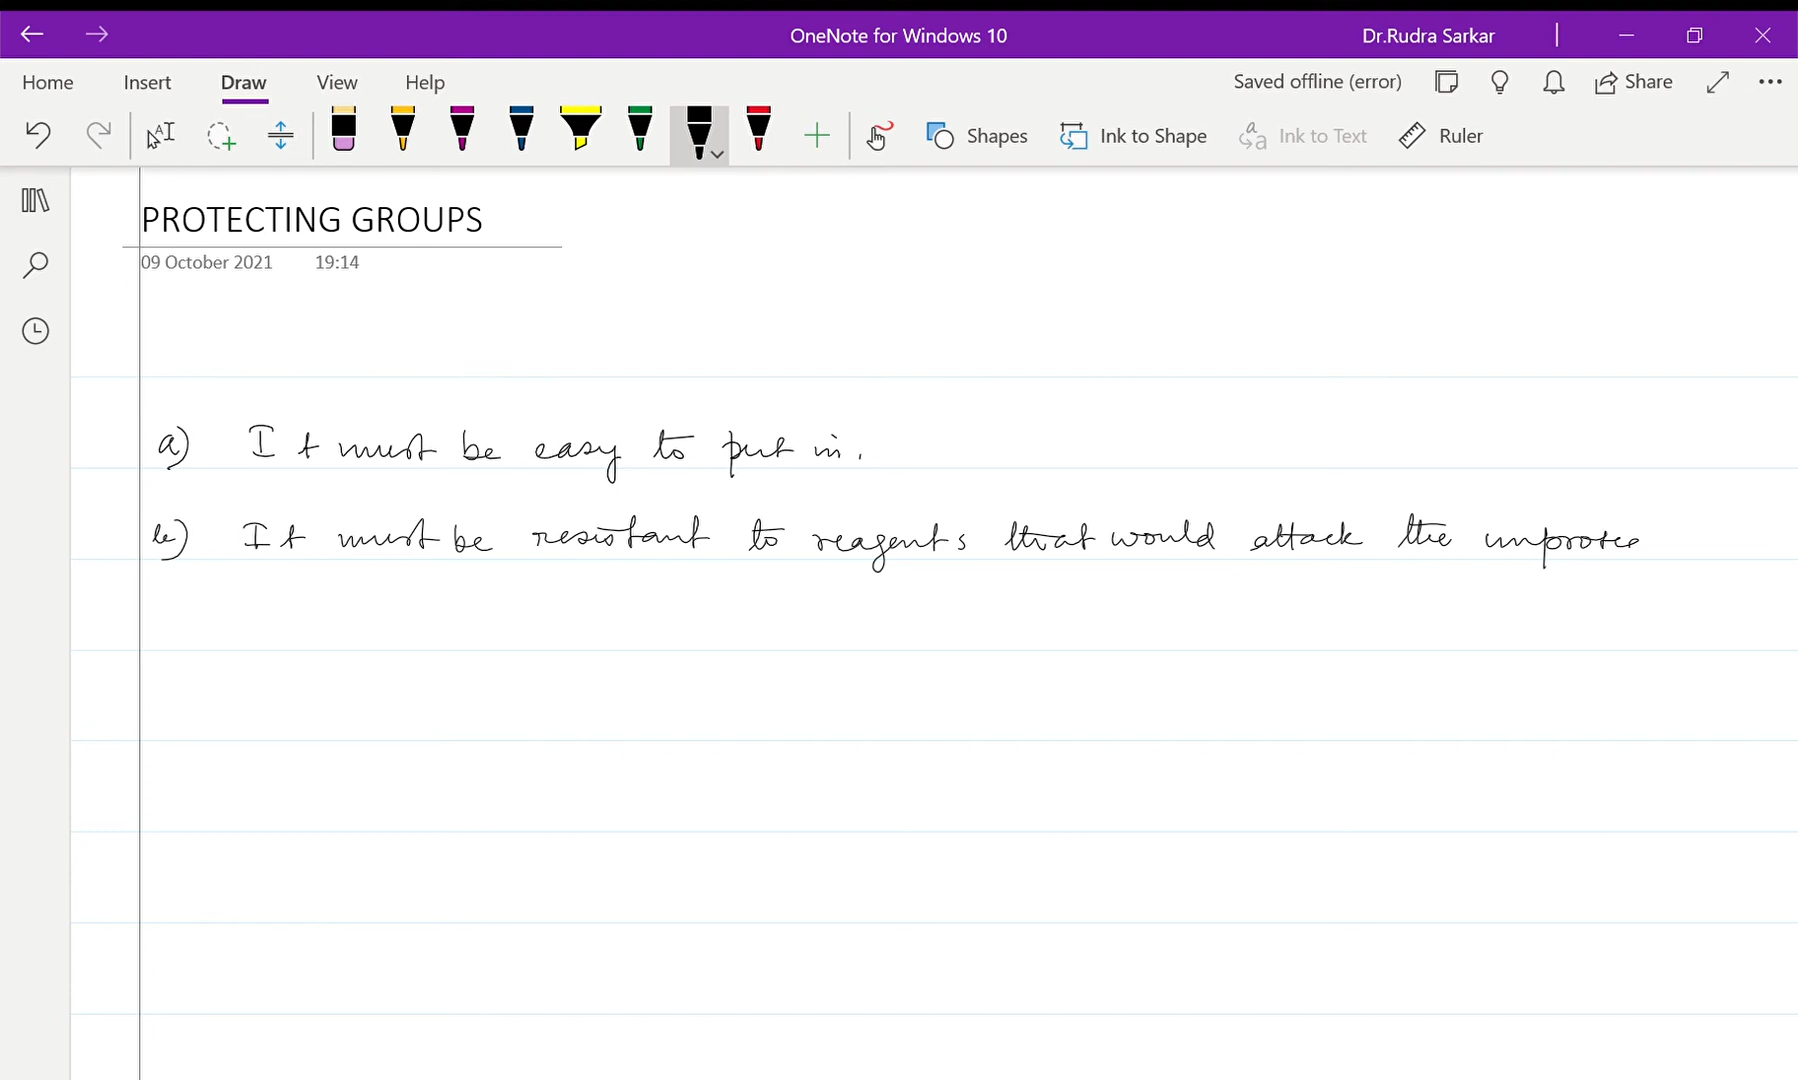 OneNote for Windows 10
Dr.Rudra Sarkar
Home Insert Draw View Help
Saved offline (error) Share
Shapes Ink to Shape Ink to Text Ruler
PROTECTING GROUPS
09 October 2021 19:14
a) It must be easy to put in.
b) It must be resistant to reagents that would attack the unprotec